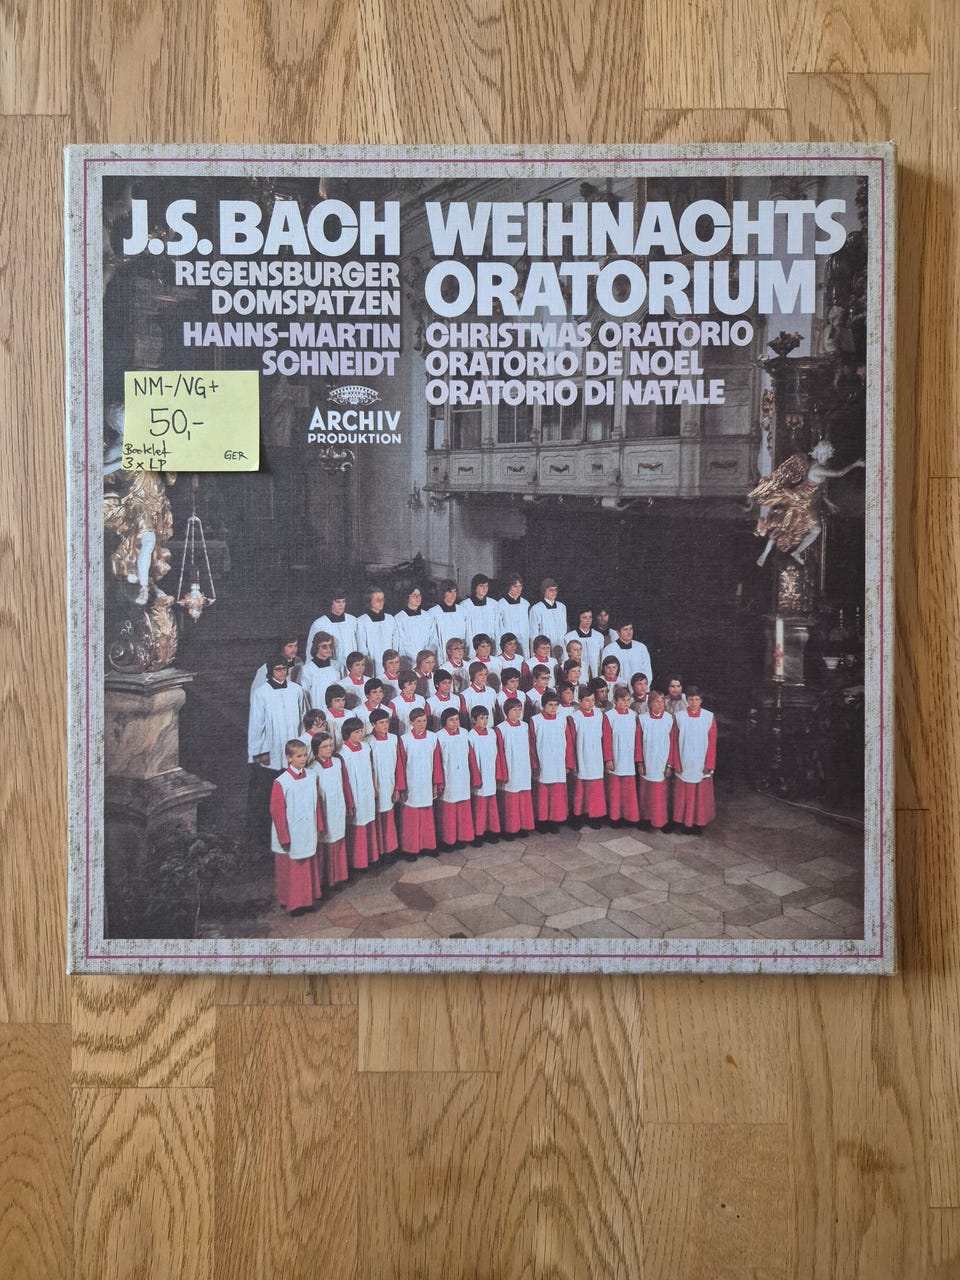 J.S. BACH
REGENSBURGER
DOMSPATZEN
HANNS-MARTIN
SCHNEIDT
WEIHNACHTS
ORATORIUM
CHRISTMAS ORATORIO
ORATORIO DE NOEL
ORATORIO DI NATALE
ARCHIV
PRODUKTION
NM-/VG+
50,-
Booklet
3 x LP
GER